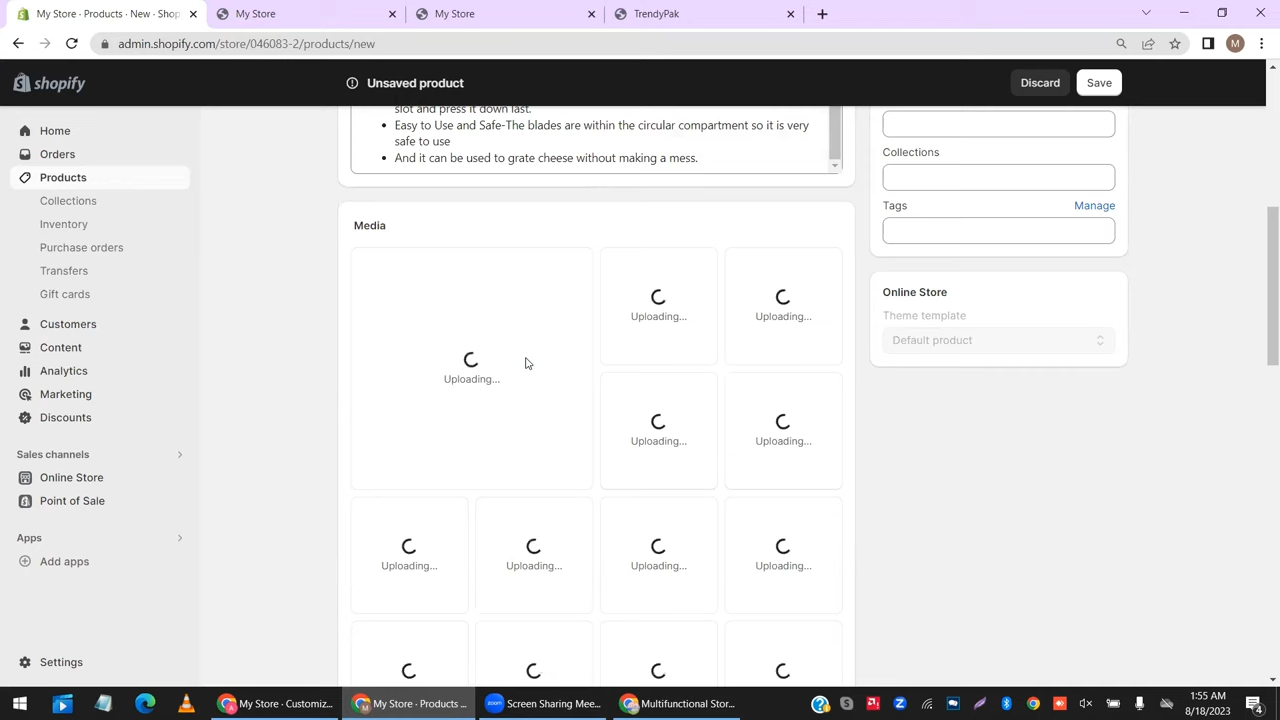 My Store · Products · New · Shop
My Store
My Store
TrendyPak
admin.shopify.com/store/046083-2/products/new
M
shopify
Unsaved product
Discard
Save
Home
Orders
Products
Collections
Inventory
Purchase orders
Transfers
Gift cards
Customers
Content
Analytics
Marketing
Discounts
Sales channels
Online Store
Point of Sale
Apps
Add apps
Settings
slot and press it down last.
Easy to Use and Safe-The blades are within the circular compartment so it is very
safe to use
And it can be used to grate cheese without making a mess.
Media
Uploading...
Uploading...
Uploading...
Uploading...
Uploading...
Uploading...
Uploading...
Uploading...
Uploading...
Collections
Tags
Manage
Online Store
Theme template
Default product
My Store · Customiz...
My Store · Products ...
Screen Sharing Mee...
Multifunctional Stor...
1:55 AM
8/18/2023
4